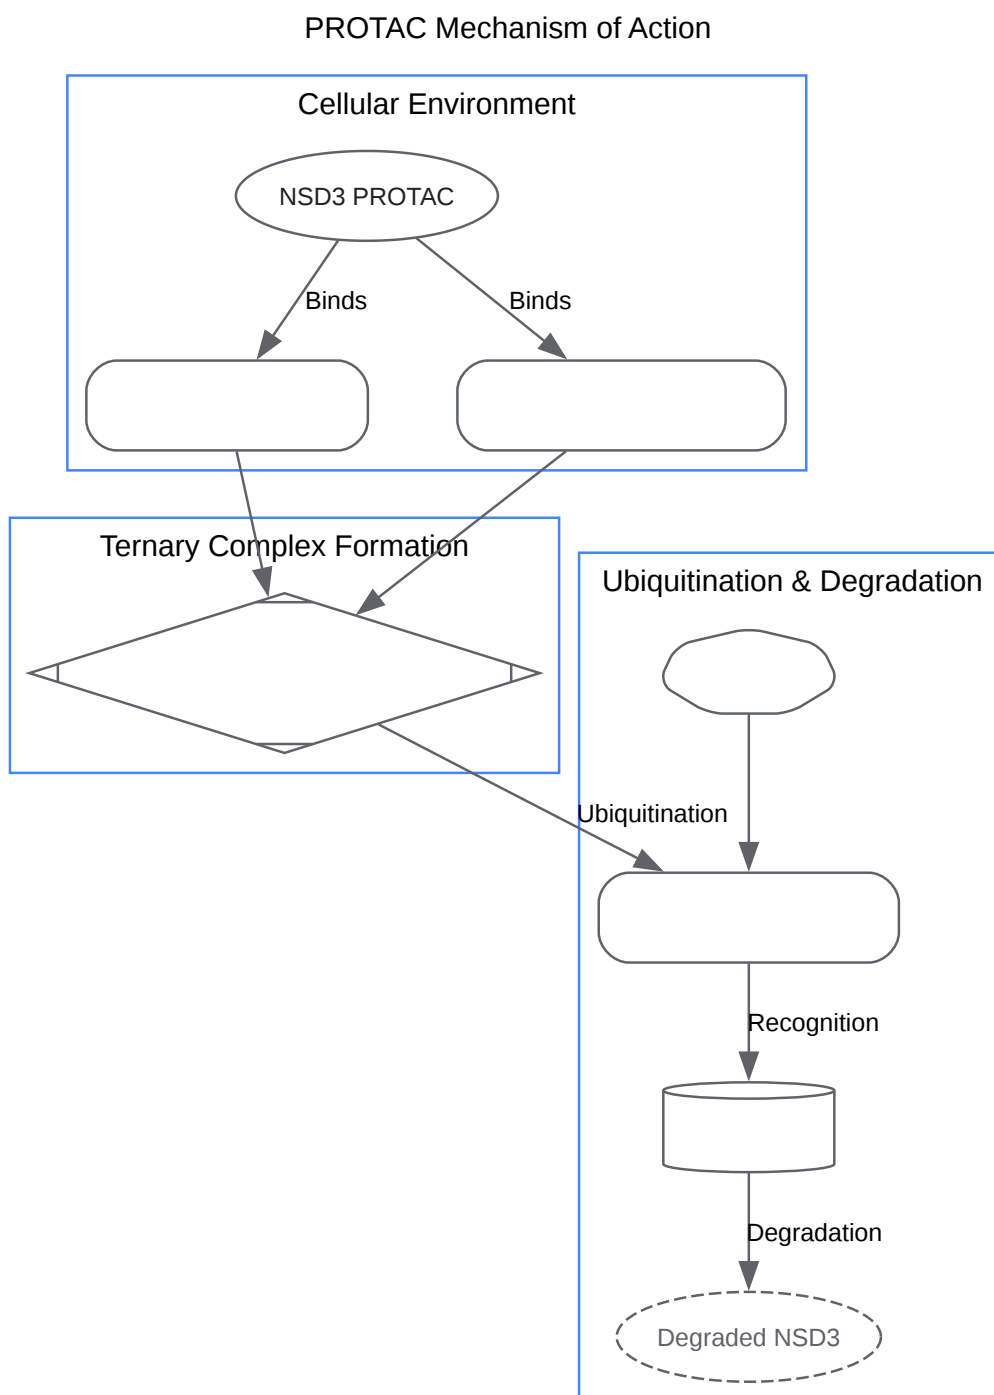 PROTAC Mechanism of Action
Cellular Environment
NSD3 PROTAC
Binds
Binds
Ternary Complex Formation
Ubiquitination & Degradation
Ubiquitination
Recognition
Degradation
Degraded NSD3